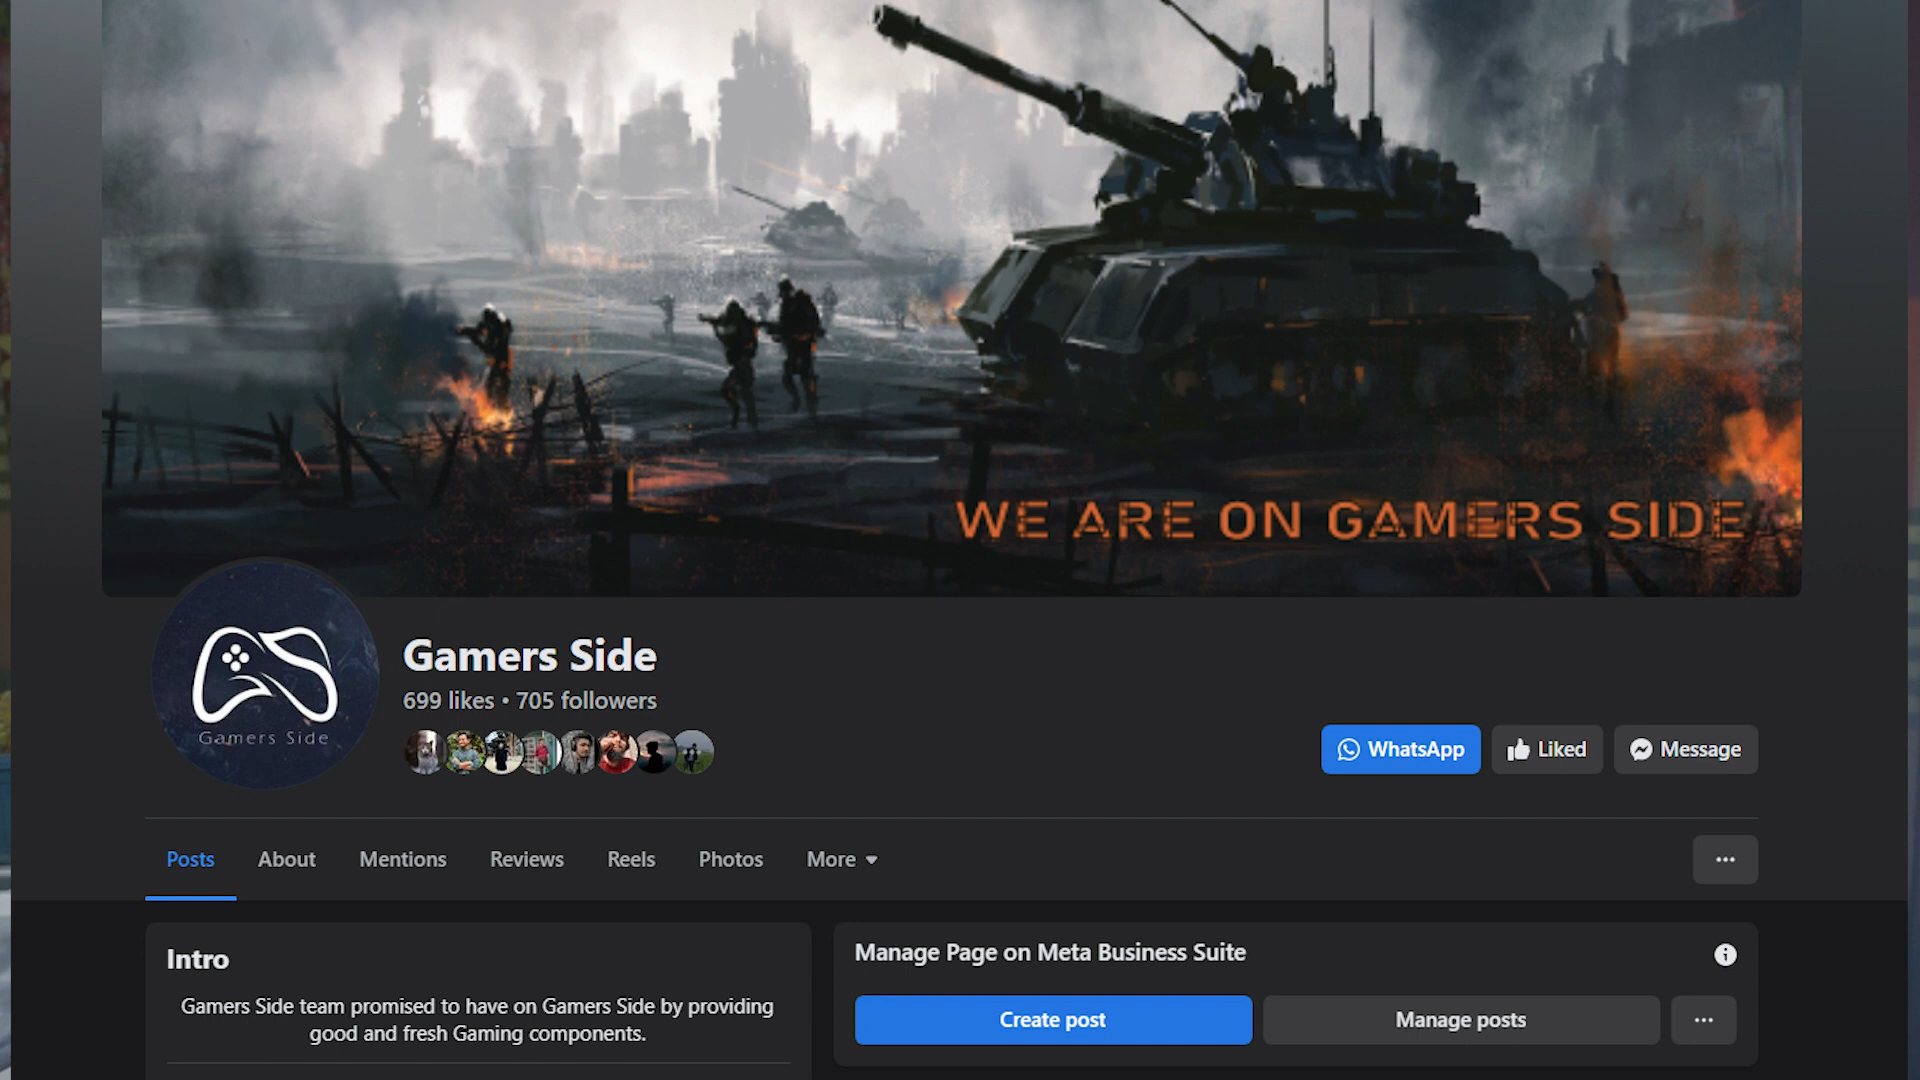 WE ARE ON GAMERS SIDE
Gamers Side
Gamers Side
699 likes • 705 followers
WhatsApp
Liked
Message
Posts
About
Mentions
Reviews
Reels
Photos
More
Intro
Gamers Side team promised to have on Gamers Side by providing
good and fresh Gaming components.
Manage Page on Meta Business Suite
Create post
Manage posts